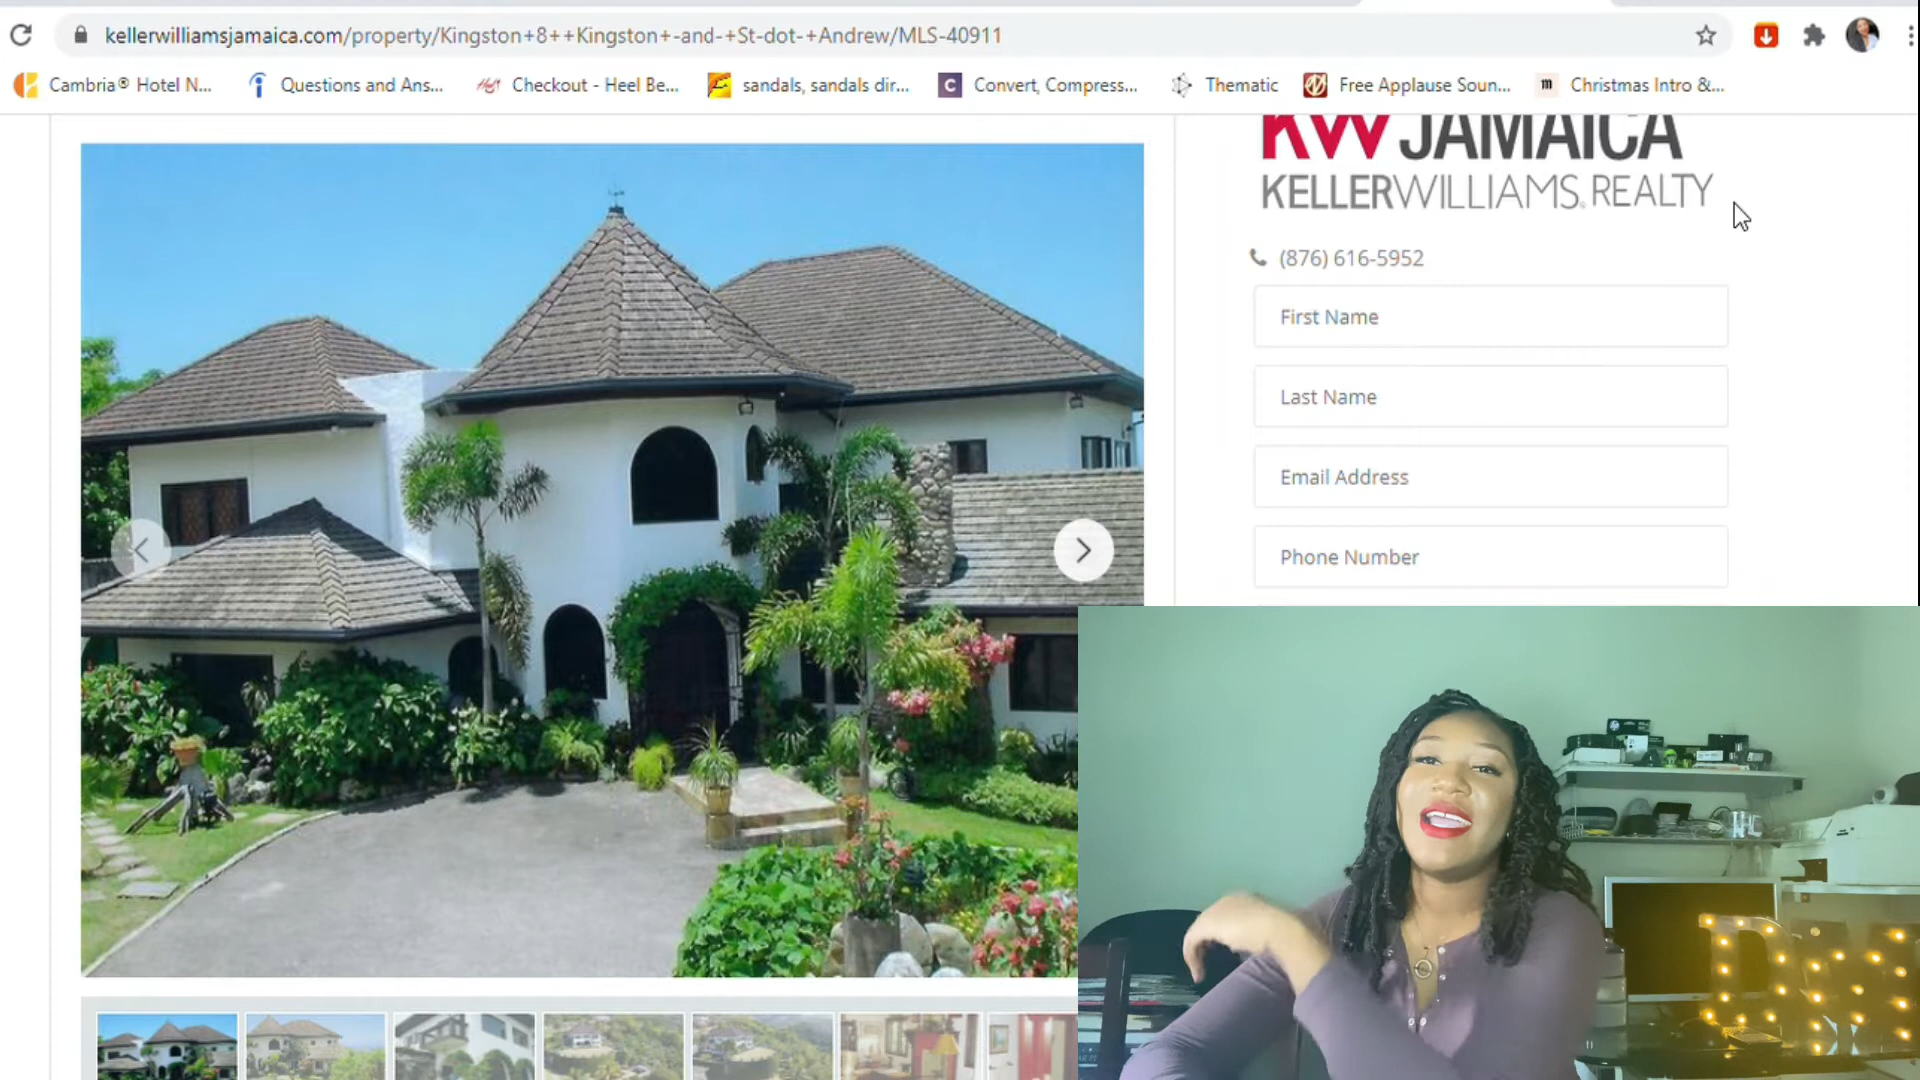 kellerwilliamsjamaica.com/property/Kingston+8++Kingston+-and-+St-dot-+Andrew/MLS-40911
Cambria® Hotel N...
Questions and Ans...
Checkout - Heel Be...
sandals, sandals dir...
C
Convert, Compress...
Thematic
Free Applause Soun...
m
Christmas Intro &...
KW JAMAICA
KELLERWILLIAMS. REALTY
(876) 616-5952
First Name
Last Name
Email Address
Phone Number